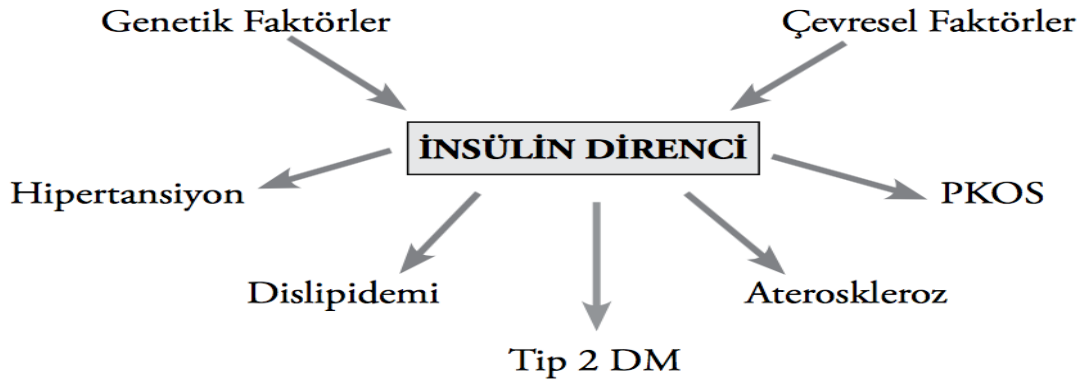 Genetik Faktörler
Çevresel Faktörler
İNSÜLİN DİRENCİ
Hipertansiyon
PKOS
Dislipidemi
Ateroskleroz
Tip 2 DM